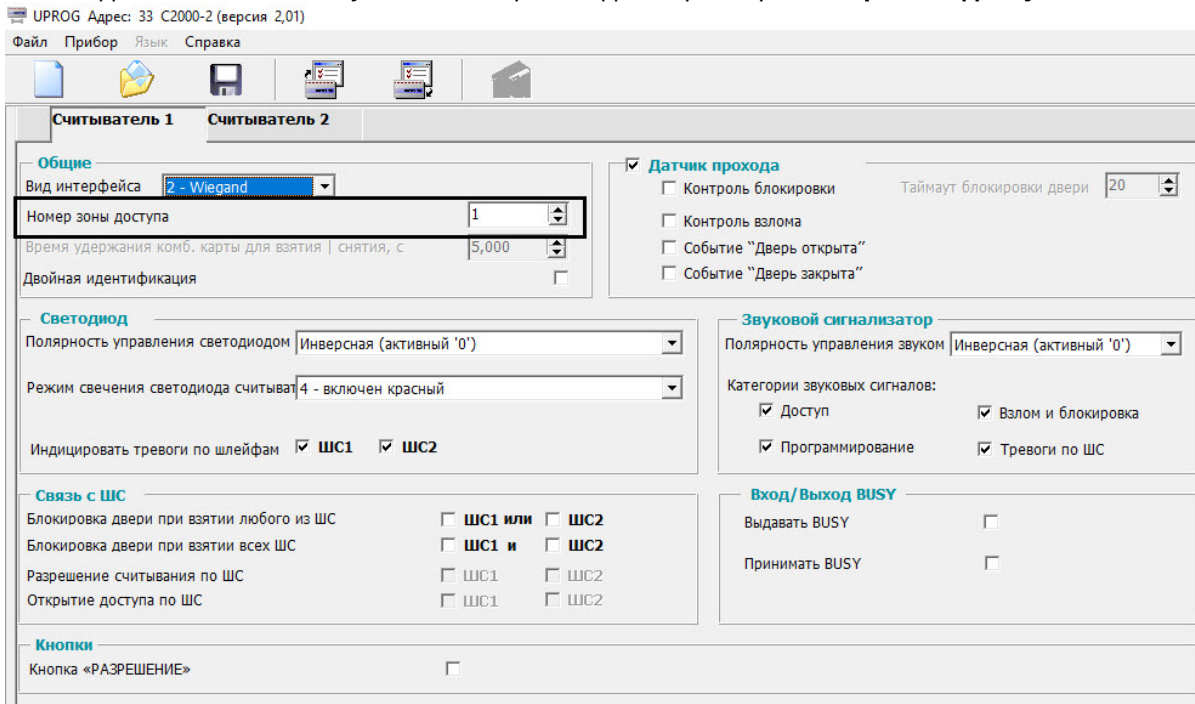 UPROG Адрес: 33 С2000-2 (версия 2,01)
Файл Прибор Язык Справка
Считыватель 1 Считыватель 2
Общие
Вид интерфейса 2 - Wiegand
Номер зоны доступа 1
Время удержания комб. карты для взятия | снятия, с 5,000
Двойная идентификация
Датчик прохода
Контроль блокировки Таймаут блокировки двери 20
Контроль взлома
Событие ``Дверь открыта''
Событие ``Дверь закрыта''
Светодиод
Полярность управления светодиодом Инверсная (активный '0')
Режим свечения светодиода считыват 4 - включен красный
Индицировать тревоги по шлейфам ШС1 ШС2
Звуковой сигнализатор
Полярность управления звуком Инверсная (активный '0')
Категории звуковых сигналов:
Доступ Взлом и блокировка
Программирование Тревоги по ШС
Связь с ШС
Блокировка двери при взятии любого из ШС ШС1 или ШС2
Блокировка двери при взятии всех ШС ШС1 и ШС2
Разрешение считывания по ШС ШС1 ШС2
Открытие доступа по ШС ШС1 ШС2
Вход/Выход BUSY
Выдавать BUSY
Принимать BUSY
Кнопки
Кнопка «РАЗРЕШЕНИЕ»